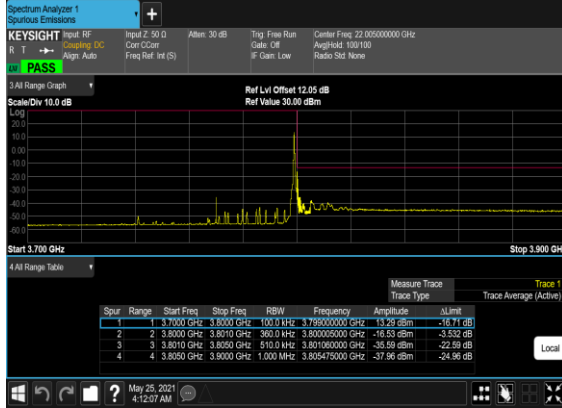 Spectrum Analyzer 1
Spurious Emissions
+
KEYSIGHT Input: RF Input Z: 50 Ω Atten: 30 dB Trig: Free Run Center Freq: 22.005000000 GHz
R T Coupling: DC Corr CCorr Gate: Off Avg|Hold: 100/100
Align: Auto Freq Ref: Int (S) IF Gain: Low Radio Std: None
PASS
3 All Range Graph
Ref Lvl Offset 12.05 dB
Scale/Div 10.0 dB Ref Value 30.00 dBm
Log
20.0
10.0
0.00
-10.0
-20.0
-30.0
-40.0
-50.0
-60.0
Start 3.700 GHz Stop 3.900 GH
4 All Range Table
Measure Trace Trace 1
Trace Type Trace Average (Active)
Spur Range Start Freq Stop Freq RBW Frequency Amplitude ΔLimit
1 1 3.7000 GHz 3.8000 GHz 100.0 kHz 3.799000000 GHz 13.29 dBm -16.71 dB
2 2 3.8000 GHz 3.8010 GHz 360.0 kHz 3.800005000 GHz -16.53 dBm -3.532 dB
3 3 3.8010 GHz 3.8050 GHz 510.0 kHz 3.801060000 GHz -35.59 dBm -22.59 dB
4 4 3.8050 GHz 3.9000 GHz 1.000 MHz 3.805475000 GHz -37.96 dBm -24.96 dB
Local
? May 25, 2021
4:12:07 AM